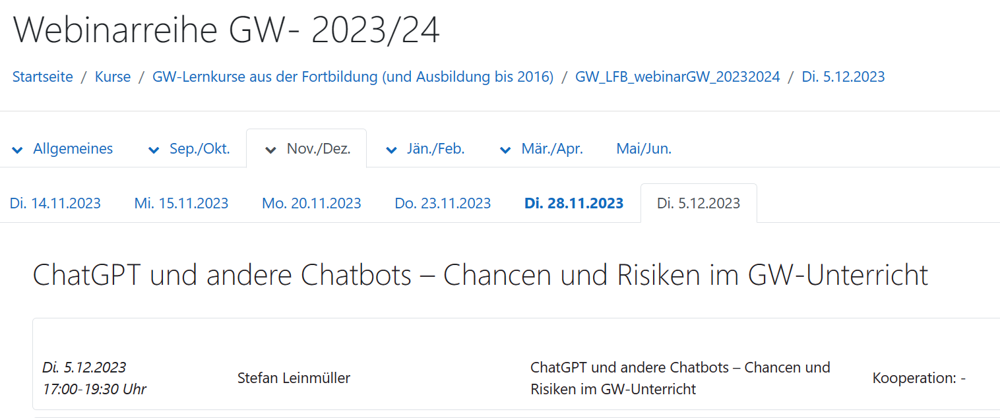 Webinarreihe GW- 2023/24
Startseite / Kurse / GW-Lernkurse aus der Fortbildung (und Ausbildung bis 2016) / GW_LFB_webinarGW_20232024 / Di. 5.12.2023
Allgemeines Sep./Okt. Nov./Dez. Jän./Feb. Mär./Apr. Mai/Jun.
Di. 14.11.2023 Mi. 15.11.2023 Mo. 20.11.2023 Do. 23.11.2023 Di. 28.11.2023 Di. 5.12.2023
ChatGPT und andere Chatbots – Chancen und Risiken im GW-Unterricht
Di. 5.12.2023
17:00-19:30 Uhr
Stefan Leinmüller
ChatGPT und andere Chatbots – Chancen und
Risiken im GW-Unterricht
Kooperation: -